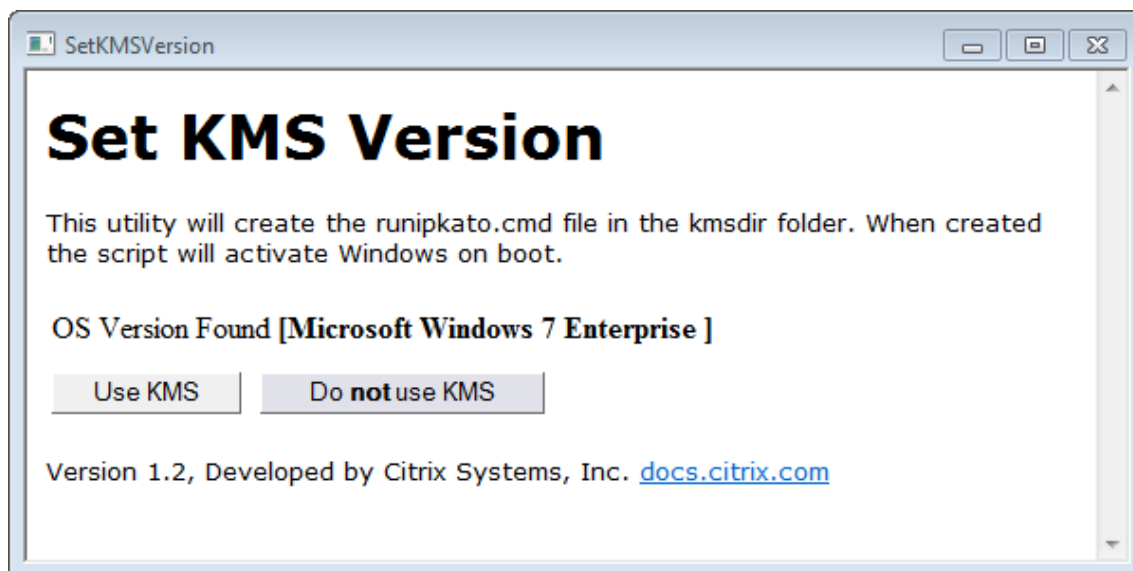 SetKMSVersion
Set KMS Version
This utility will create the runipkato.cmd file in the kmsdir folder. When created
the script will activate Windows on boot.
OS Version Found [Microsoft Windows 7 Enterprise ]
Use KMS Do not use KMS
Version 1.2, Developed by Citrix Systems, Inc. docs.citrix.com